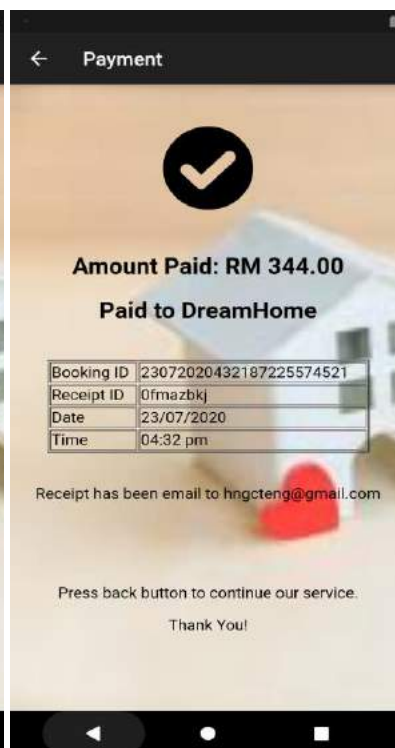 Payment
Amount Paid: RM 344.00
Paid to DreamHome
Booking ID 23072020432187225574521
Receipt ID 0fmazbkj
Date 23/07/2020
Time 04:32 pm
Receipt has been email to hngcteng@gmail.com
Press back button to continue our service.
Thank You!